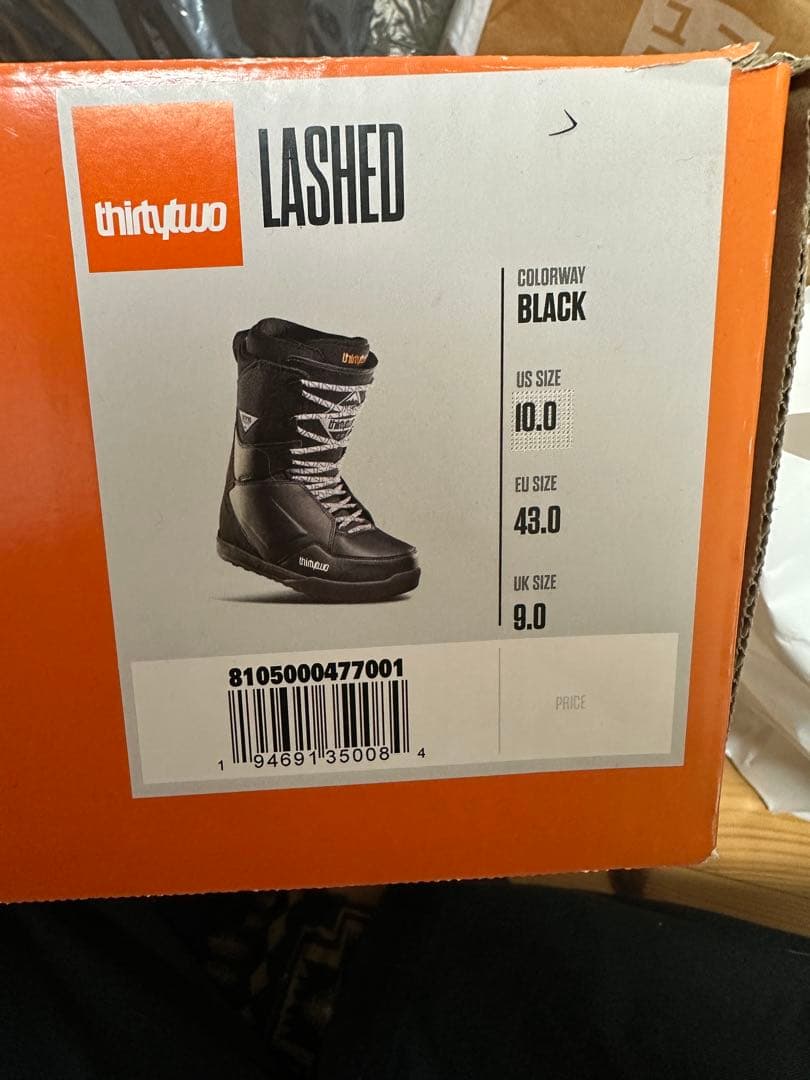 thirtytwo
LASHED
COLORWAY
BLACK
US SIZE
10.0
EU SIZE
43.0
UK SIZE
9.0
thirtytwo
8105000477001
1 94691 35008 4
PRICE